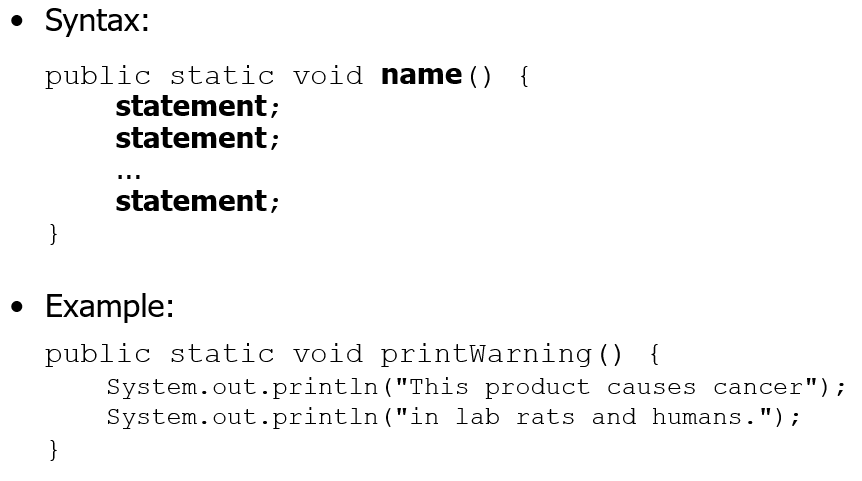 • Syntax:
public static void name() {
statement;
statement;
...
statement;
}
• Example:
public static void printWarning() {
System.out.println("This product causes cancer");
System.out.println("in lab rats and humans.");
}